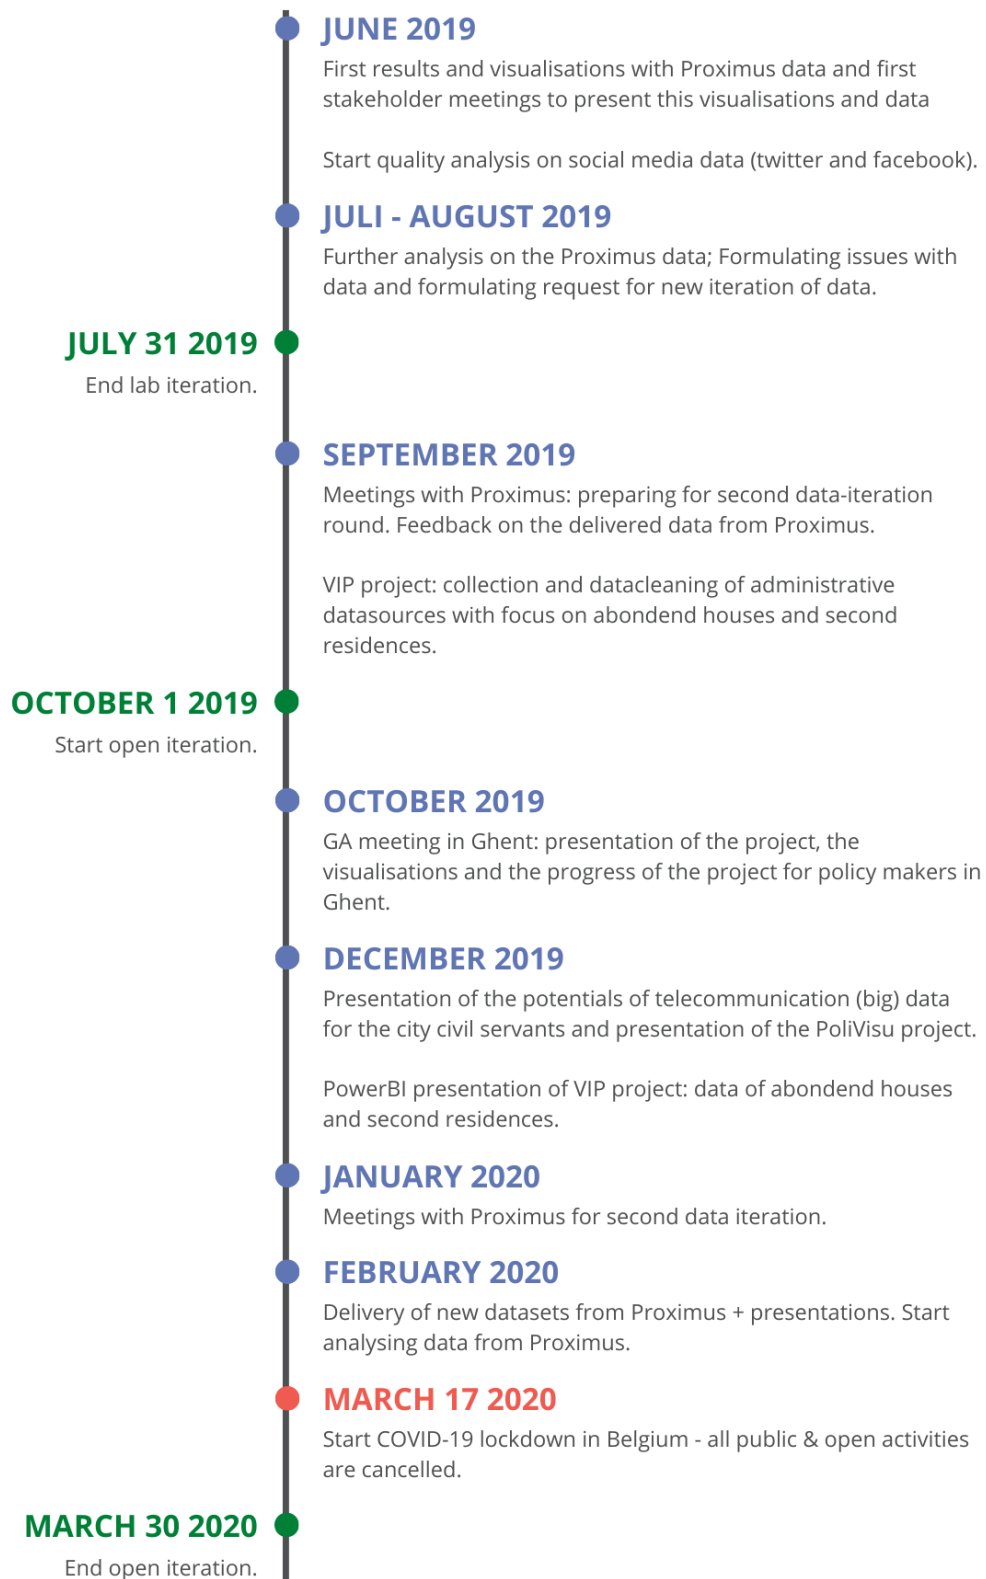 JUNE 2019
First results and visualisations with Proximus data and first
stakeholder meetings to present this visualisations and data
Start quality analysis on social media data (twitter and facebook).
JULI - AUGUST 2019
Further analysis on the Proximus data; Formulating issues with
data and formulating request for new iteration of data.
JULY 31 2019
End lab iteration.
SEPTEMBER 2019
Meetings with Proximus: preparing for second data-iteration
round. Feedback on the delivered data from Proximus.
VIP project: collection and datacleaning of administrative
datasources with focus on abondend houses and second
residences.
OCTOBER 1 2019
Start open iteration.
OCTOBER 2019
GA meeting in Ghent: presentation of the project, the
visualisations and the progress of the project for policy makers in
Ghent.
DECEMBER 2019
Presentation of the potentials of telecommunication (big) data
for the city civil servants and presentation of the PoliVisu project.
PowerBI presentation of VIP project: data of abondend houses
and second residences.
JANUARY 2020
Meetings with Proximus for second data iteration.
FEBRUARY 2020
Delivery of new datasets from Proximus + presentations. Start
analysing data from Proximus.
MARCH 17 2020
Start COVID-19 lockdown in Belgium - all public & open activities
are cancelled.
MARCH 30 2020
End open iteration.